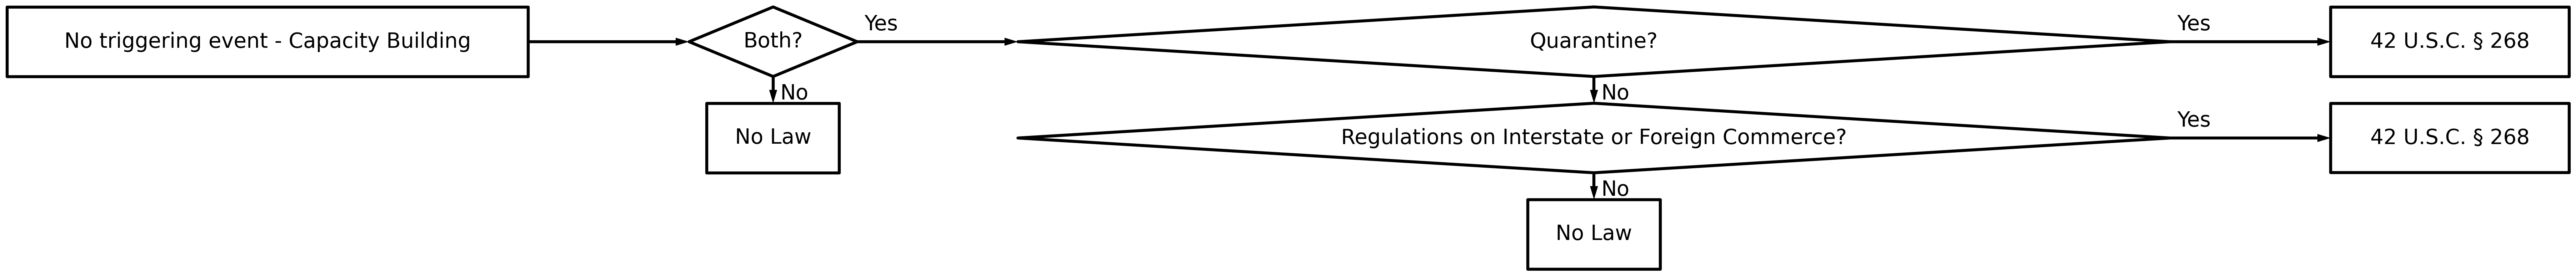 No triggering event - Capacity Building
Both?
Yes
Quarantine?
Yes
42 U.S.C. § 268
No
No
No Law
Regulations on Interstate or Foreign Commerce?
Yes
42 U.S.C. § 268
No
No Law